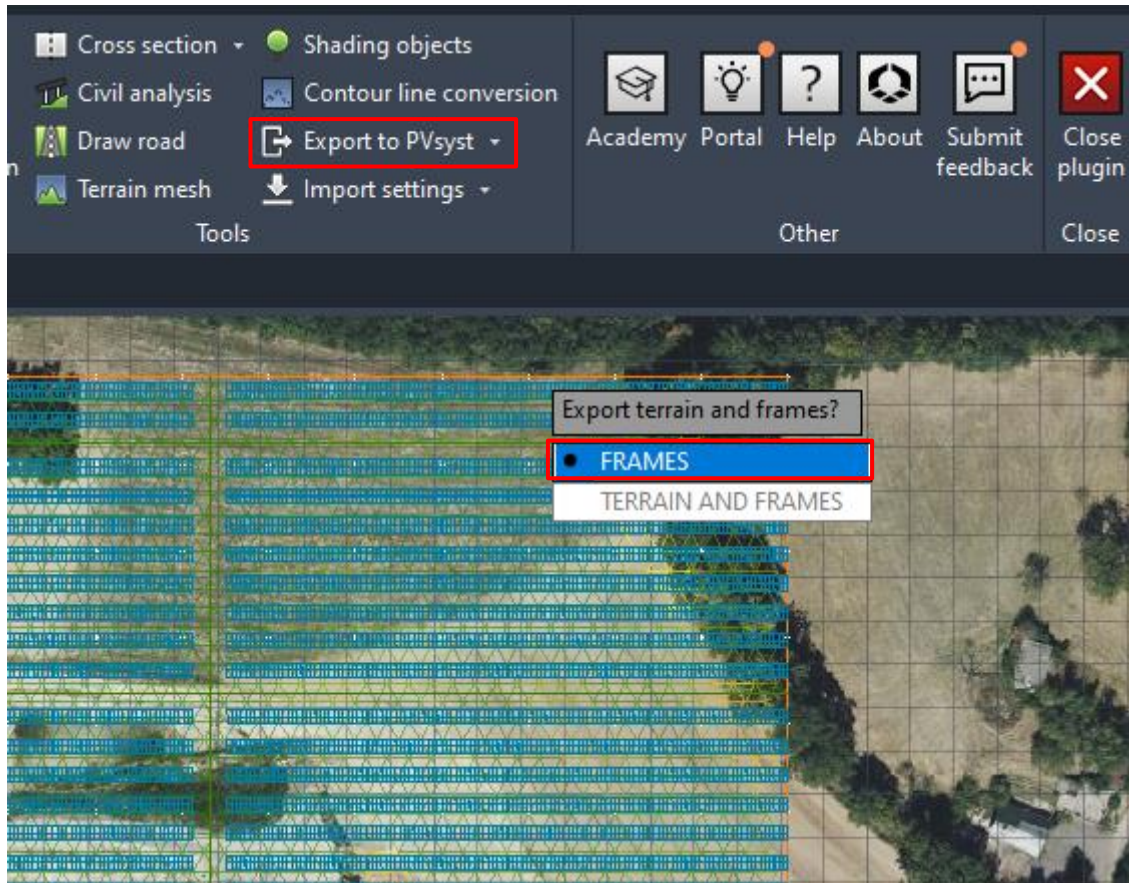 Cross section
Shading objects
Civil analysis
Contour line conversion
Draw road
Export to PVsyst
n
Terrain mesh
Import settings
Tools
Academy
Portal
Help
About
Submit
feedback
Close
plugin
Other
Close
Export terrain and frames?
FRAMES
TERRAIN AND FRAMES